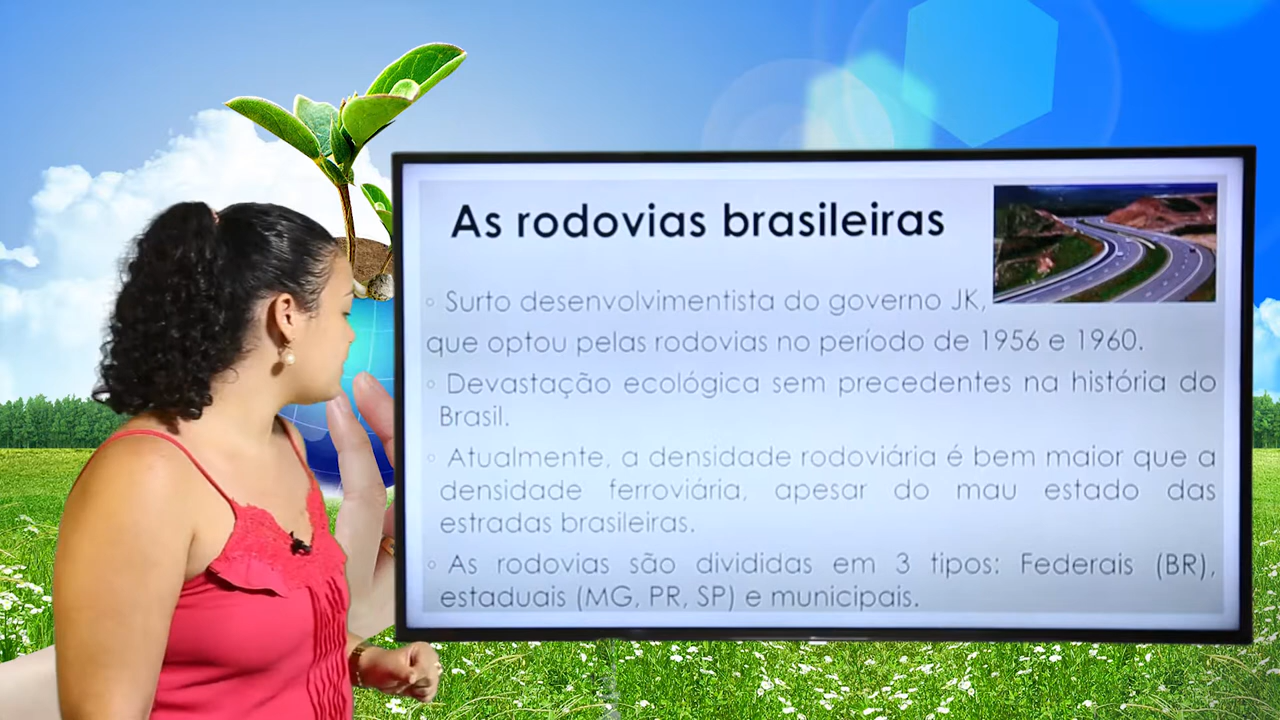 As rodovias brasileiras
◦ Surto desenvolvimentista do governo JK,
que optou pelas rodovias no período de 1956 e 1960.
◦ Devastação ecológica sem precedentes na história do
Brasil.
◦ Atualmente, a densidade rodoviária é bem maior que a
densidade ferroviária, apesar do mau estado das
estradas brasileiras.
◦ As rodovias são divididas em 3 tipos: Federais (BR),
estaduais (MG, PR, SP) e municipais.